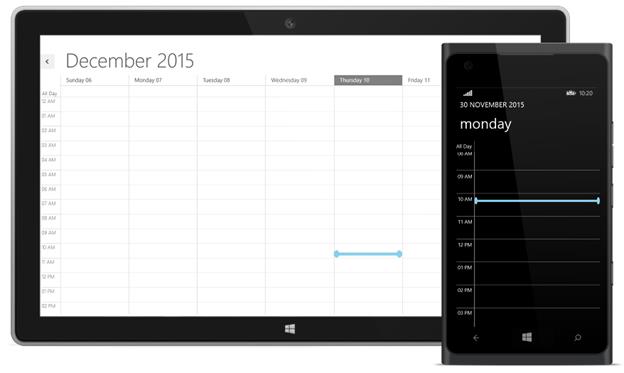 December 2015
Sunday 06 Monday 07 Tuesday 08 Wednesday 09 Thursday 10 Friday 11
All Day
12 AM
01 AM
02 AM
03 AM
04 AM
05 AM
06 AM
07 AM
08 AM
09 AM
10 AM
11 AM
12 PM
01 PM
02 PM
10:20
30 NOVEMBER 2015
monday
All Day
08 AM
09 AM
10 AM
11 AM
12 PM
01 PM
02 PM
03 PM